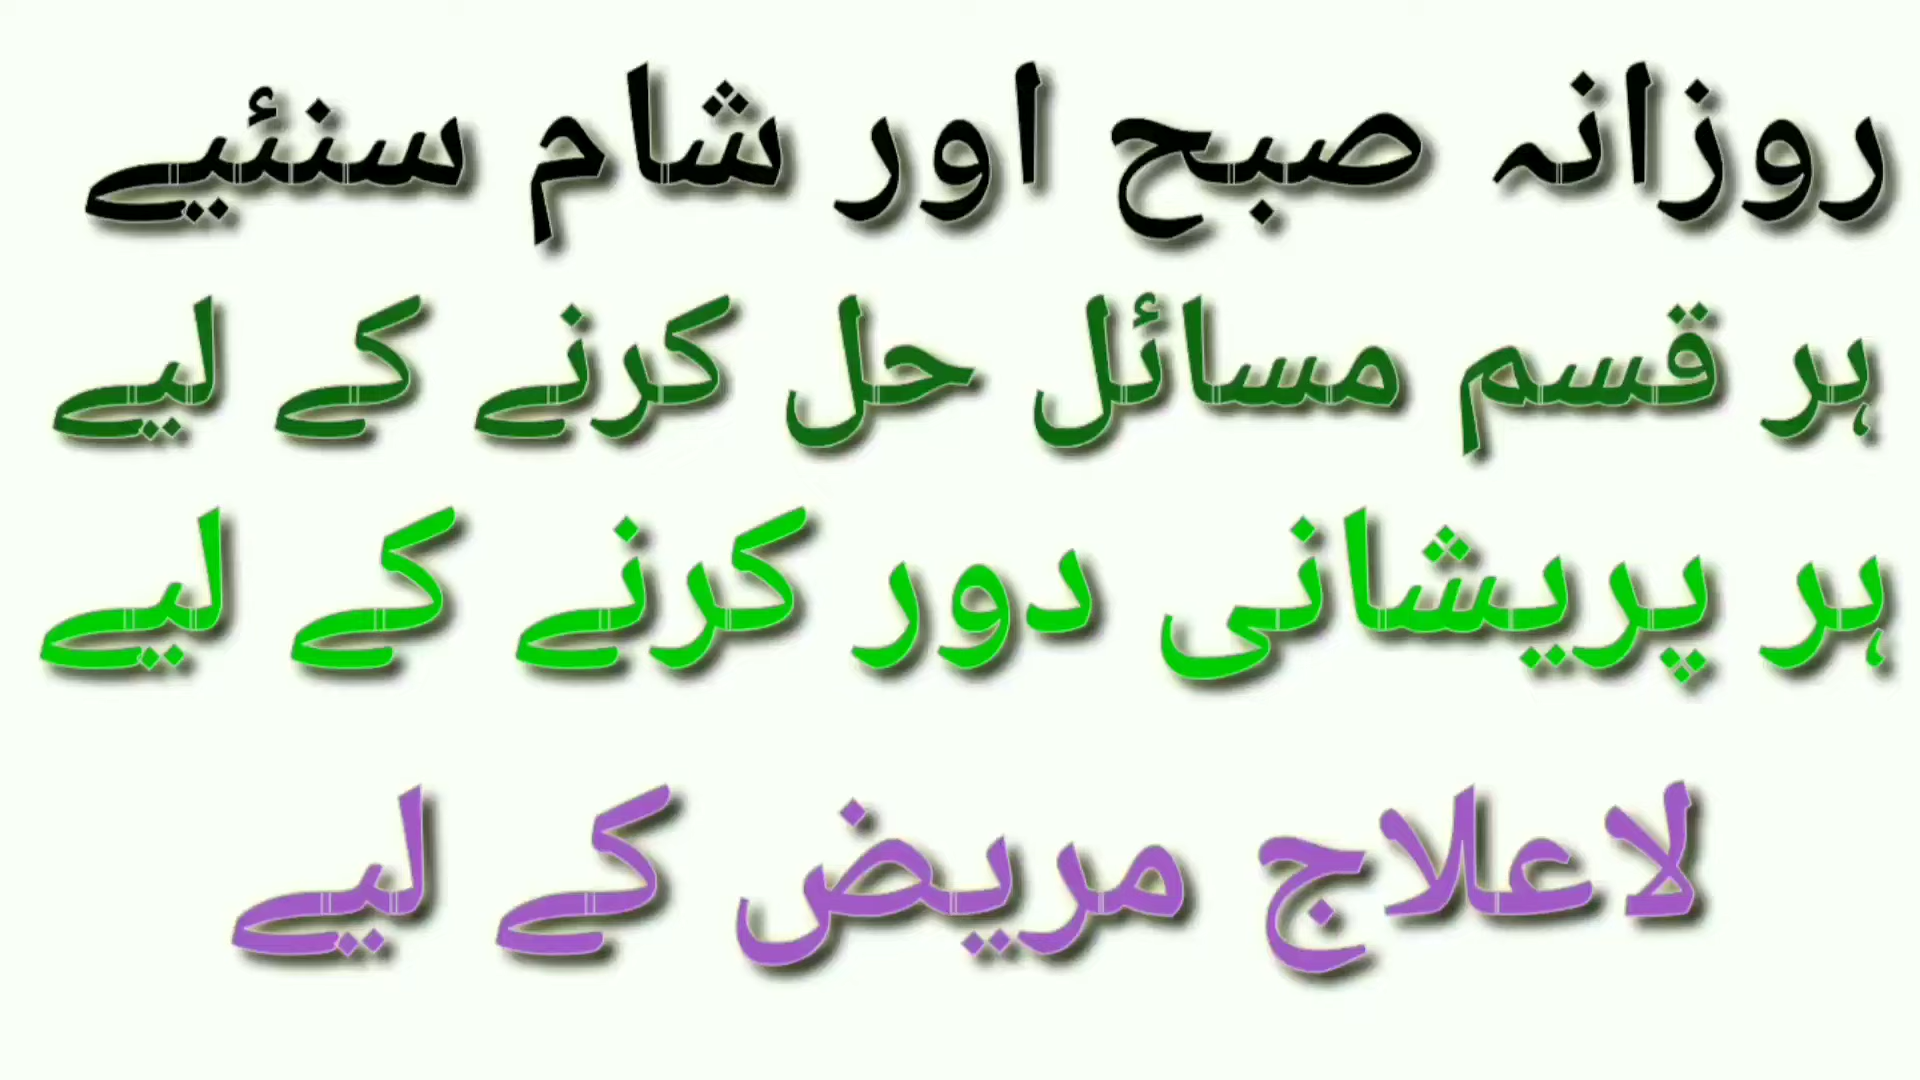 روزانہ صبح اور شام سنئیے
ہر قسم مسائل حل کرنے کے لیے
ہر پریشانی دور کرنے کے لیے
لاعلاج مریض کے لیے